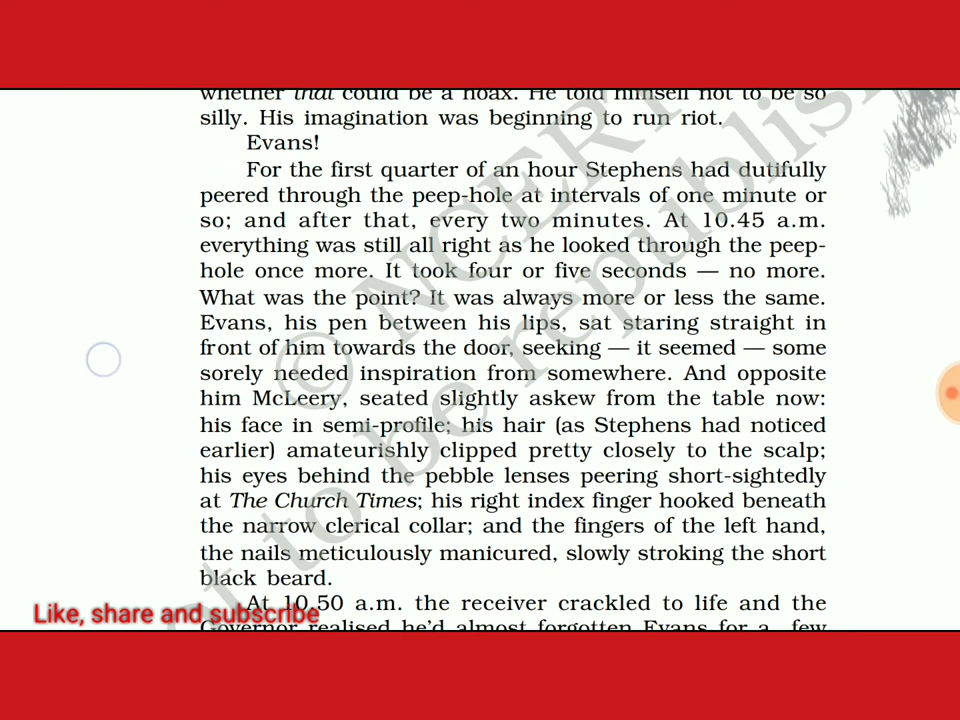 whether that could be a hoax. He told himself not to be so
silly. His imagination was beginning to run riot.
Evans!
For the first quarter of an hour Stephens had dutifully
peered through the peep-hole at intervals of one minute or
so; and after that, every two minutes. At 10.45 a.m.
everything was still all right as he looked through the peep-
hole once more. It took four or five seconds — no more.
What was the point? It was always more or less the same.
Evans, his pen between his lips, sat staring straight in
front of him towards the door, seeking — it seemed — some
sorely needed inspiration from somewhere. And opposite
him McLeery, seated slightly askew from the table now:
his face in semi-profile; his hair (as Stephens had noticed
earlier) amateurishly clipped pretty closely to the scalp;
his eyes behind the pebble lenses peering short-sightedly
at The Church Times; his right index finger hooked beneath
the narrow clerical collar; and the fingers of the left hand,
the nails meticulously manicured, slowly stroking the short
black beard.
At 10.50 a.m. the receiver crackled to life and the
Governor realised he'd almost forgotten Evans for a few
Like, share and subscribe
© NCERT
not to be republish